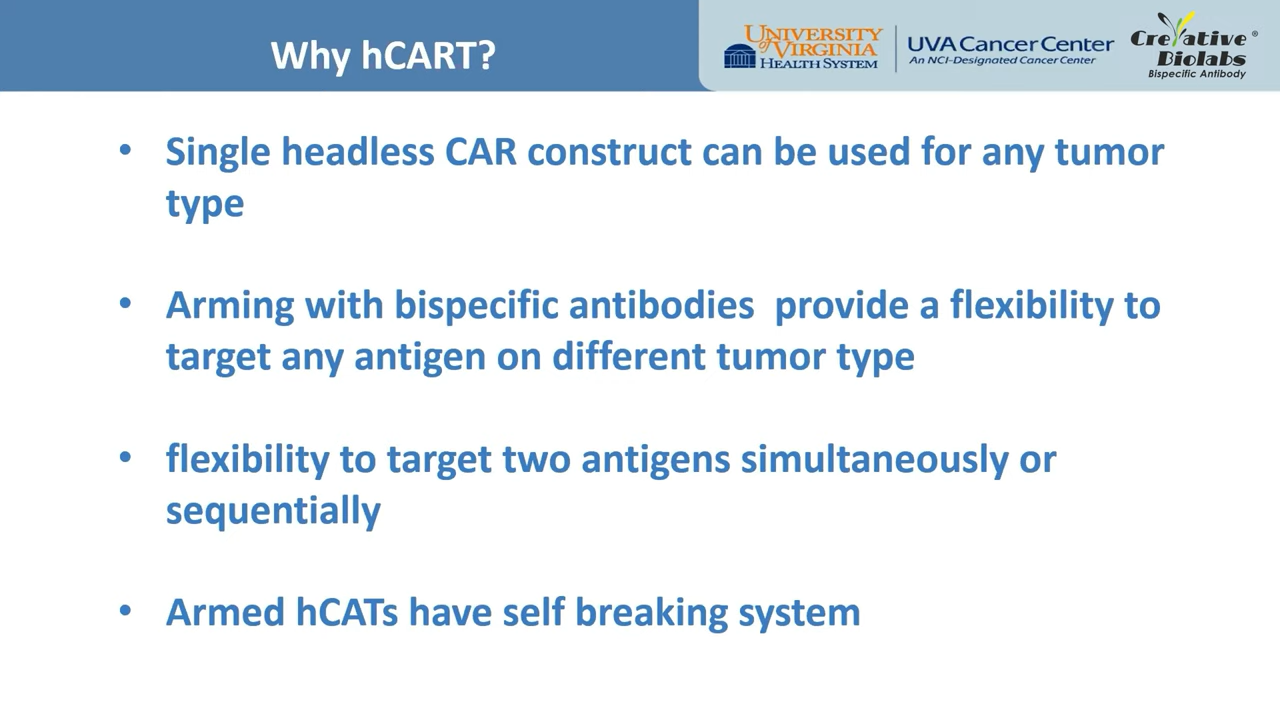 Why hCART?
UNIVERSITY
of VIRGINIA
HEALTH SYSTEM
UVA Cancer Center
An NCI-Designated Cancer Center
Creative ®
Biolabs
Bispecific Antibody
• Single headless CAR construct can be used for any tumor
type
• Arming with bispecific antibodies  provide a flexibility to
target any antigen on different tumor type
• flexibility to target two antigens simultaneously or
sequentially
• Armed hCATs have self breaking system